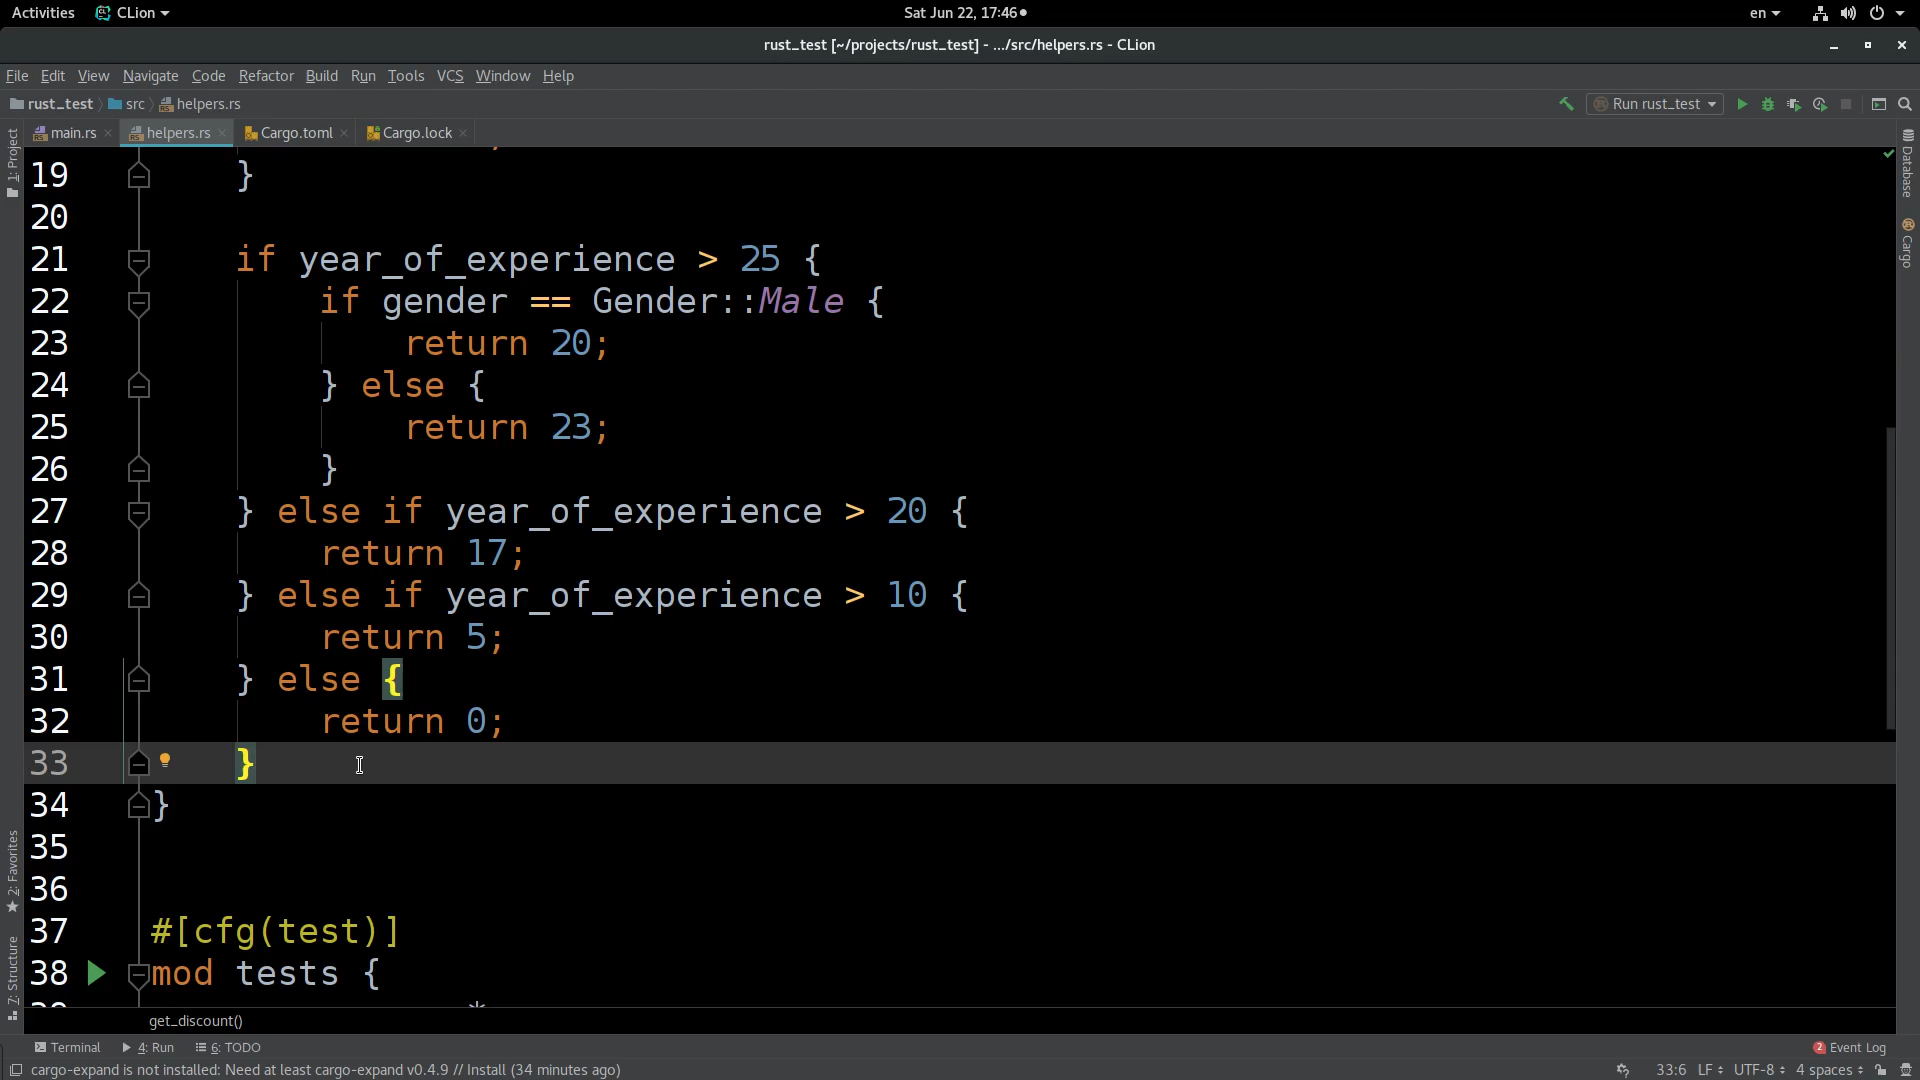 Activities CLion Sat Jun 22, 17:46 en
rust_test [~/projects/rust_test] - .../src/helpers.rs - CLion
File Edit View Navigate Code Refactor Build Run Tools VCS Window Help
rust_test src helpers.rs Run rust_test
main.rs helpers.rs Cargo.toml Cargo.lock
1: Project
2: Favorites
7: Structure
Database
Cargo
19 }
20
21 if year_of_experience > 25 {
22 if gender == Gender::Male {
23 return 20;
24 } else {
25 return 23;
26 }
27 } else if year_of_experience > 20 {
28 return 17;
29 } else if year_of_experience > 10 {
30 return 5;
31 } else {
32 return 0;
33 }
34 }
35
36
37 #[cfg(test)]
38 mod tests {
get_discount()
Terminal 4: Run 6: TODO 2 Event Log
cargo-expand is not installed: Need at least cargo-expand v0.4.9 // Install (34 minutes ago) 33:6 LF UTF-8 4 spaces